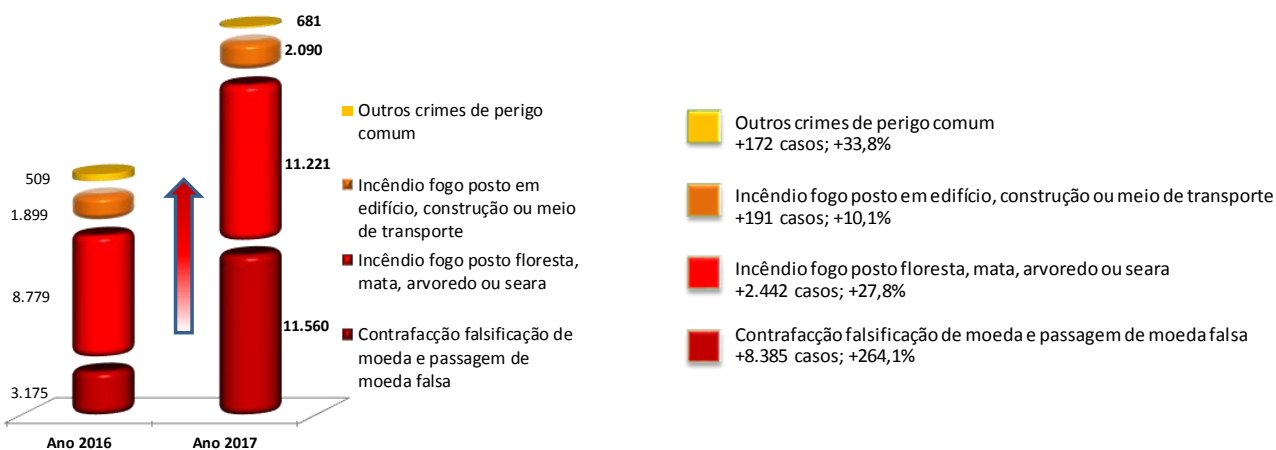 681
2.090
11.221
11.560
509
1.899
8.779
3.175
Ano 2016
Ano 2017
Outros crimes de perigo
comum
Incêndio fogo posto em
edifício, construção ou meio
de transporte
Incêndio fogo posto floresta,
mata, arvoredo ou seara
Contrafacção falsificação de
moeda e passagem de
moeda falsa
Outros crimes de perigo comum
+172 casos; +33,8%
Incêndio fogo posto em edifício, construção ou meio de transporte
+191 casos; +10,1%
Incêndio fogo posto floresta, mata, arvoredo ou seara
+2.442 casos; +27,8%
Contrafacção falsificação de moeda e passagem de moeda falsa
+8.385 casos; +264,1%